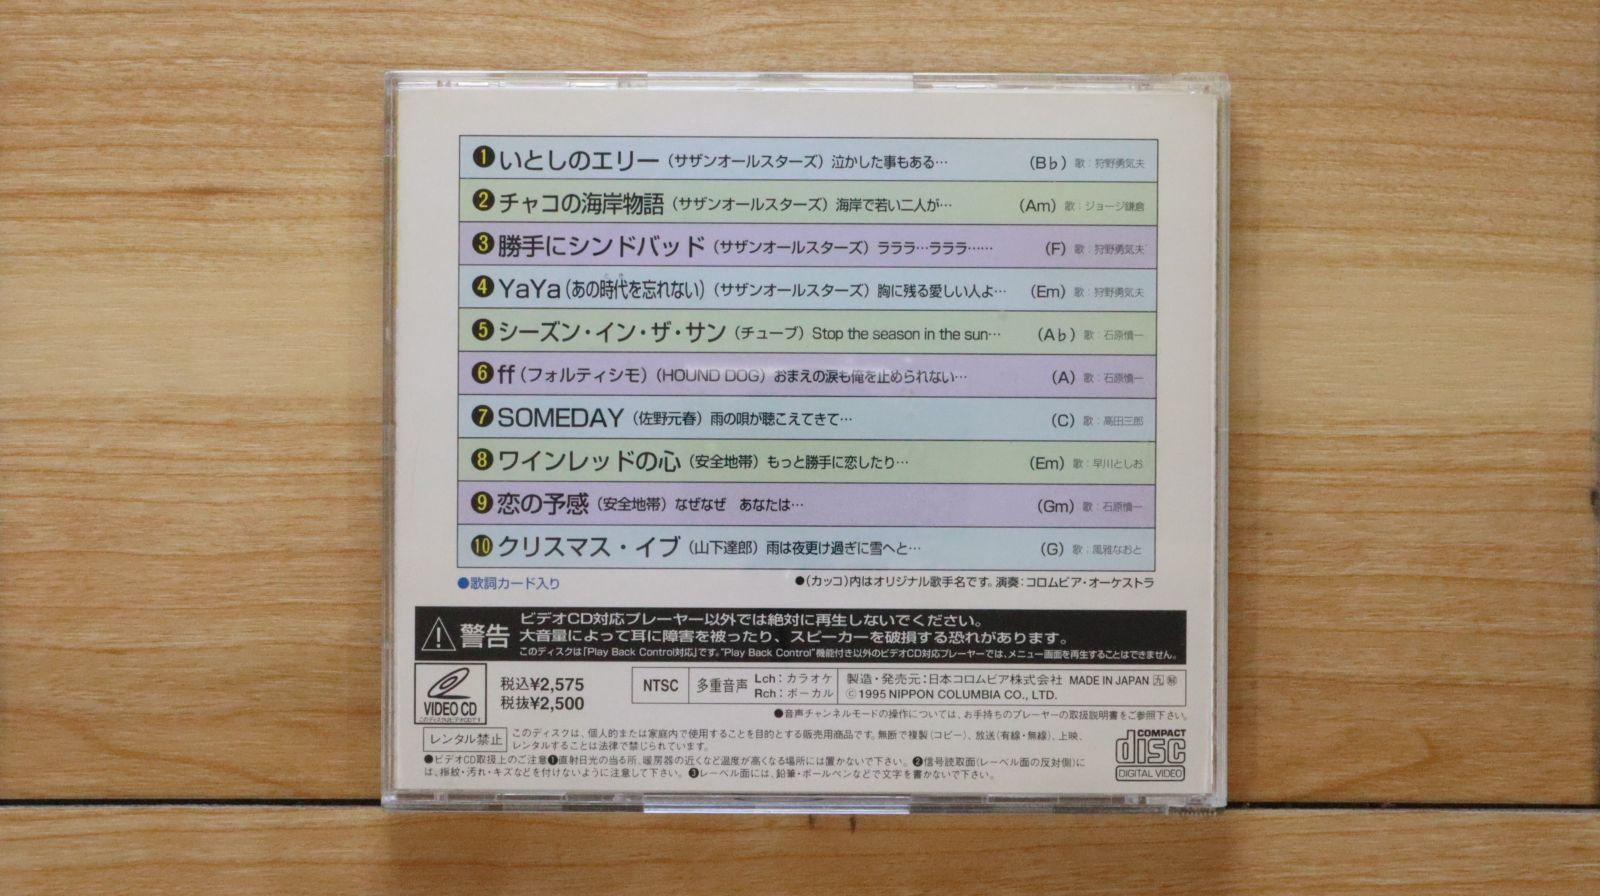 ❶いとしのエリー（サザンオールスターズ）泣かした事もある… （B♭）歌：狩野勇気夫
❷チャコの海岸物語（サザンオールスターズ）海岸で若い二人が… （Am）歌：ジョージ鎌倉
❸勝手にシンドバッド（サザンオールスターズ）ラララ…ラララ…… （F）歌：狩野勇気夫
❹YaYa（あの時代を忘れない）（サザンオールスターズ）胸に残る愛しい人よ… （Em）歌：狩野勇気夫
❺シーズン・イン・ザ・サン（チューブ）Stop the season in the sun… （A♭）歌：石原慎一
❻ff（フォルティシモ）（HOUND DOG）おまえの涙も俺を止められない… （A）歌：石原慎一
❼SOMEDAY（佐野元春）雨の唄が聴こえてきて… （C）歌：高田三郎
❽ワインレッドの心（安全地帯）もっと勝手に恋したり… （Em）歌：早川としお
❾恋の予感（安全地帯）なぜなぜ あなたは… （Gm）歌：石原慎一
❿クリスマス・イブ（山下達郎）雨は夜更け過ぎに雪へと… （G）歌：風雅なおと
●歌詞カード入り ●（カッコ）内はオリジナル歌手名です。演奏：コロムビア・オーケストラ
警告
ビデオCD対応プレーヤー以外では絶対に再生しないでください。
大音量によって耳に障害を被ったり、スピーカーを破損する恐れがあります。
このディスクは「Play Back Control対応」です。"Play Back Control"機能付き以外のビデオCD対応プレーヤーでは、メニュー画面を再生することはできません。
VIDEO CD
このディスクはビデオCDです
税込¥2,575
税抜¥2,500
NTSC
多重音声
Lch：カラオケ
Rch：ボーカル
製造・発売元：日本コロムビア株式会社 MADE IN JAPAN
Ⓒ1995 NIPPON COLUMBIA CO., LTD.
●音声チャンネルモードの操作については、お手持ちのプレーヤーの取扱説明書をご参照下さい。
レンタル禁止
このディスクは、個人的または家庭内で使用することを目的とする販売用商品です。無断で複製（コピー）、放送（有線・無線）、上映、
レンタルすることは法律で禁じられています。
●ビデオCD取扱上のご注意❶直射日光の当る所、暖房器の近くなど温度が高くなる場所には置かないで下さい。❷信号読取面（レーベル面の反対側）に
は、指紋・汚れ・キズなどを付けないように注意して下さい。❸レーベル面には、鉛筆・ボールペンなどで文字を書かないで下さい。
COMPACT
disc
DIGITAL VIDEO